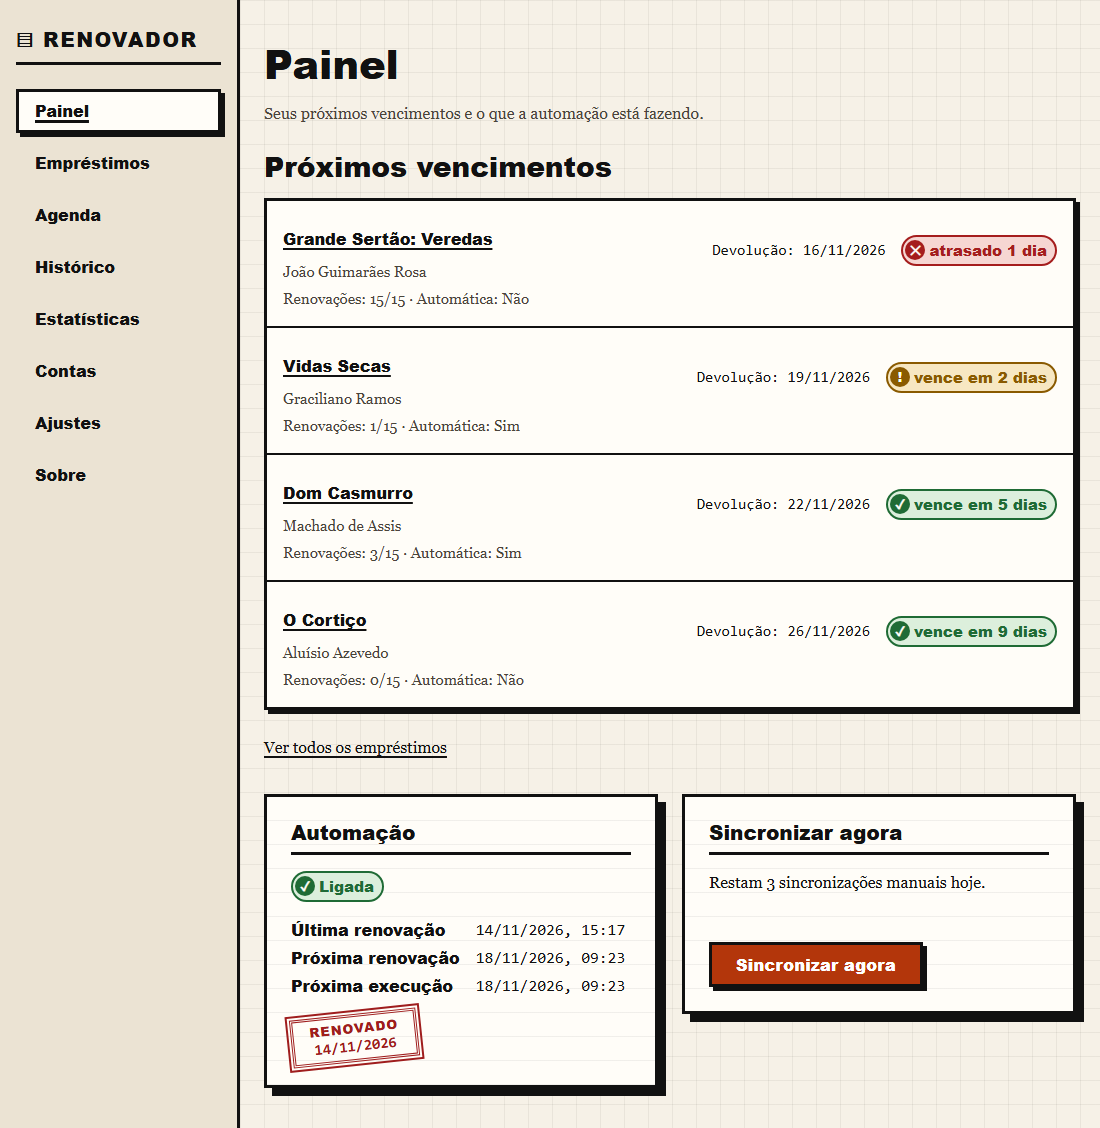 RENOVADOR
Painel
Empréstimos
Agenda
Histórico
Estatísticas
Contas
Ajustes
Sobre
Painel
Seus próximos vencimentos e o que a automação está fazendo.
Próximos vencimentos
Grande Sertão: Veredas
João Guimarães Rosa
Renovações: 15/15 · Automática: Não
Devolução: 16/11/2026
atrasado 1 dia
Vidas Secas
Graciliano Ramos
Renovações: 1/15 · Automática: Sim
Devolução: 19/11/2026
! vence em 2 dias
Dom Casmurro
Machado de Assis
Renovações: 3/15 · Automática: Sim
Devolução: 22/11/2026
✓ vence em 5 dias
O Cortiço
Aluísio Azevedo
Renovações: 0/15 · Automática: Não
Devolução: 26/11/2026
✓ vence em 9 dias
Ver todos os empréstimos
Automação
✓ Ligada
Última renovação 14/11/2026, 15:17
Próxima renovação 18/11/2026, 09:23
Próxima execução 18/11/2026, 09:23
RENOVADO
14/11/2026
Sincronizar agora
Restam 3 sincronizações manuais hoje.
Sincronizar agora